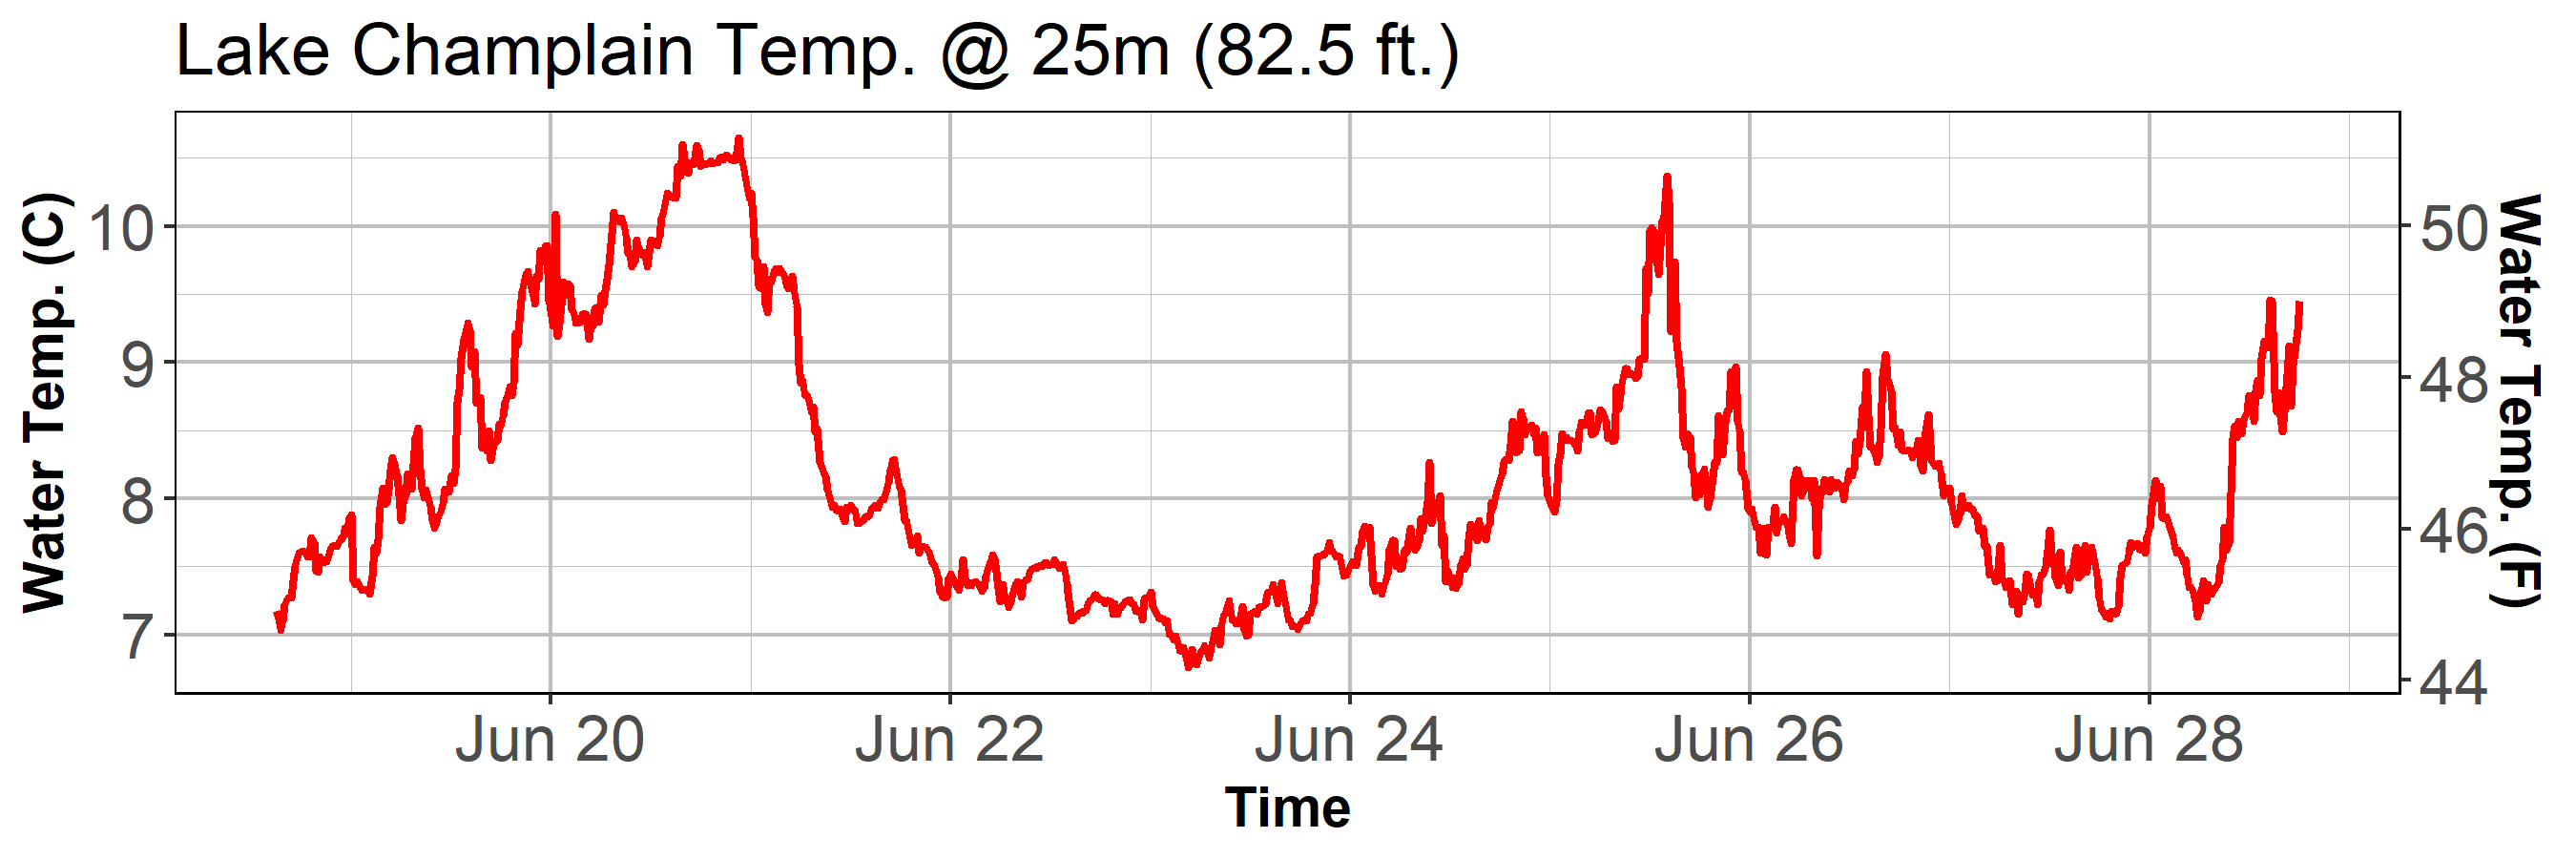 Lake Champlain Temp. @ 25m (82.5 ft.)
Water Temp. (C)
10
9
8
7
50
48
46
44
Water Temp. (F)
Jun 20 Jun 22 Jun 24 Jun 26 Jun 28
Time